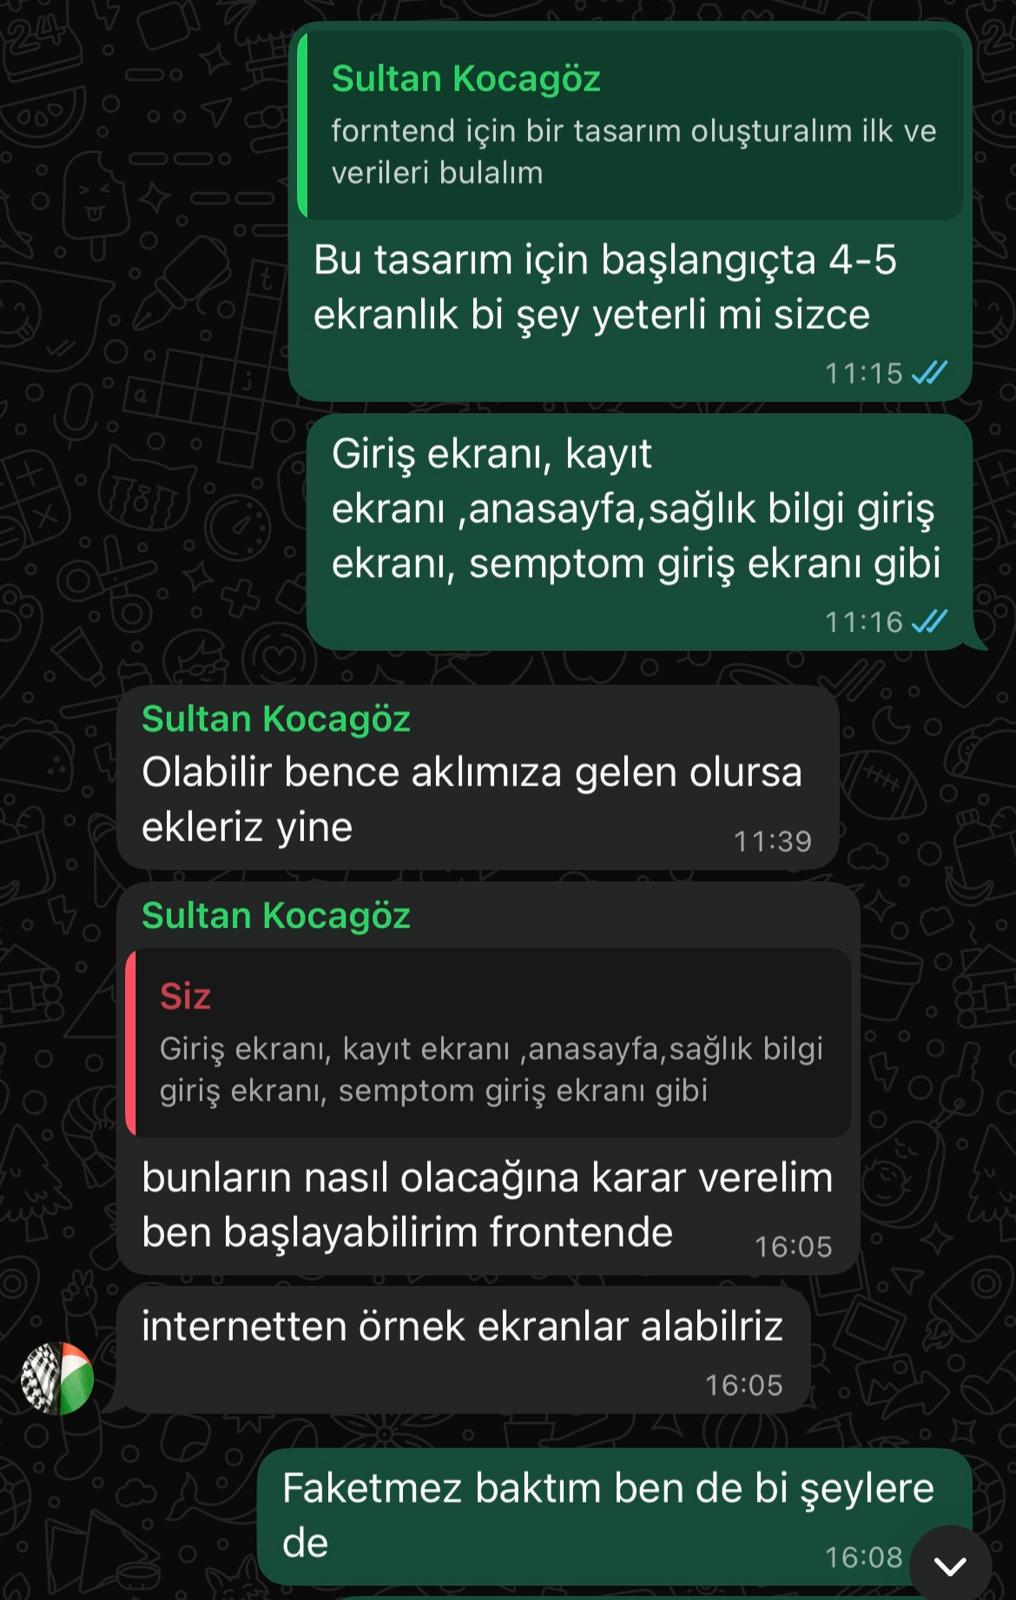 Sultan Kocagöz
forntend için bir tasarım oluşturalım ilk ve
verileri bulalım
Bu tasarım için başlangıçta 4-5
ekranlık bi şey yeterli mi sizce
11:15
Giriş ekranı, kayıt
ekranı ,anasayfa,sağlık bilgi giriş
ekranı, semptom giriş ekranı gibi
11:16
Sultan Kocagöz
Olabilir bence aklımıza gelen olursa
ekleriz yine
11:39
Sultan Kocagöz
Siz
Giriş ekranı, kayıt ekranı ,anasayfa,sağlık bilgi
giriş ekranı, semptom giriş ekranı gibi
bunların nasıl olacağına karar verelim
ben başlayabilirim frontende
16:05
internetten örnek ekranlar alabilriz
16:05
Faketmez baktım ben de bi şeylere
de
16:08